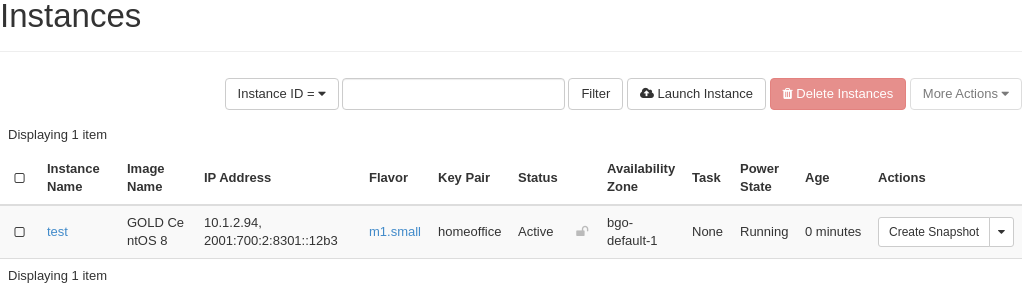 Instances
Instance ID = Filter Launch Instance Delete Instances More Actions
Displaying 1 item
Instance Name Image Name IP Address Flavor Key Pair Status Availability Zone Task Power State Age Actions
test GOLD Ce ntOS 8 10.1.2.94, 2001:700:2:8301::12b3 m1.small homeoffice Active bgo-default-1 None Running 0 minutes Create Snapshot
Displaying 1 item